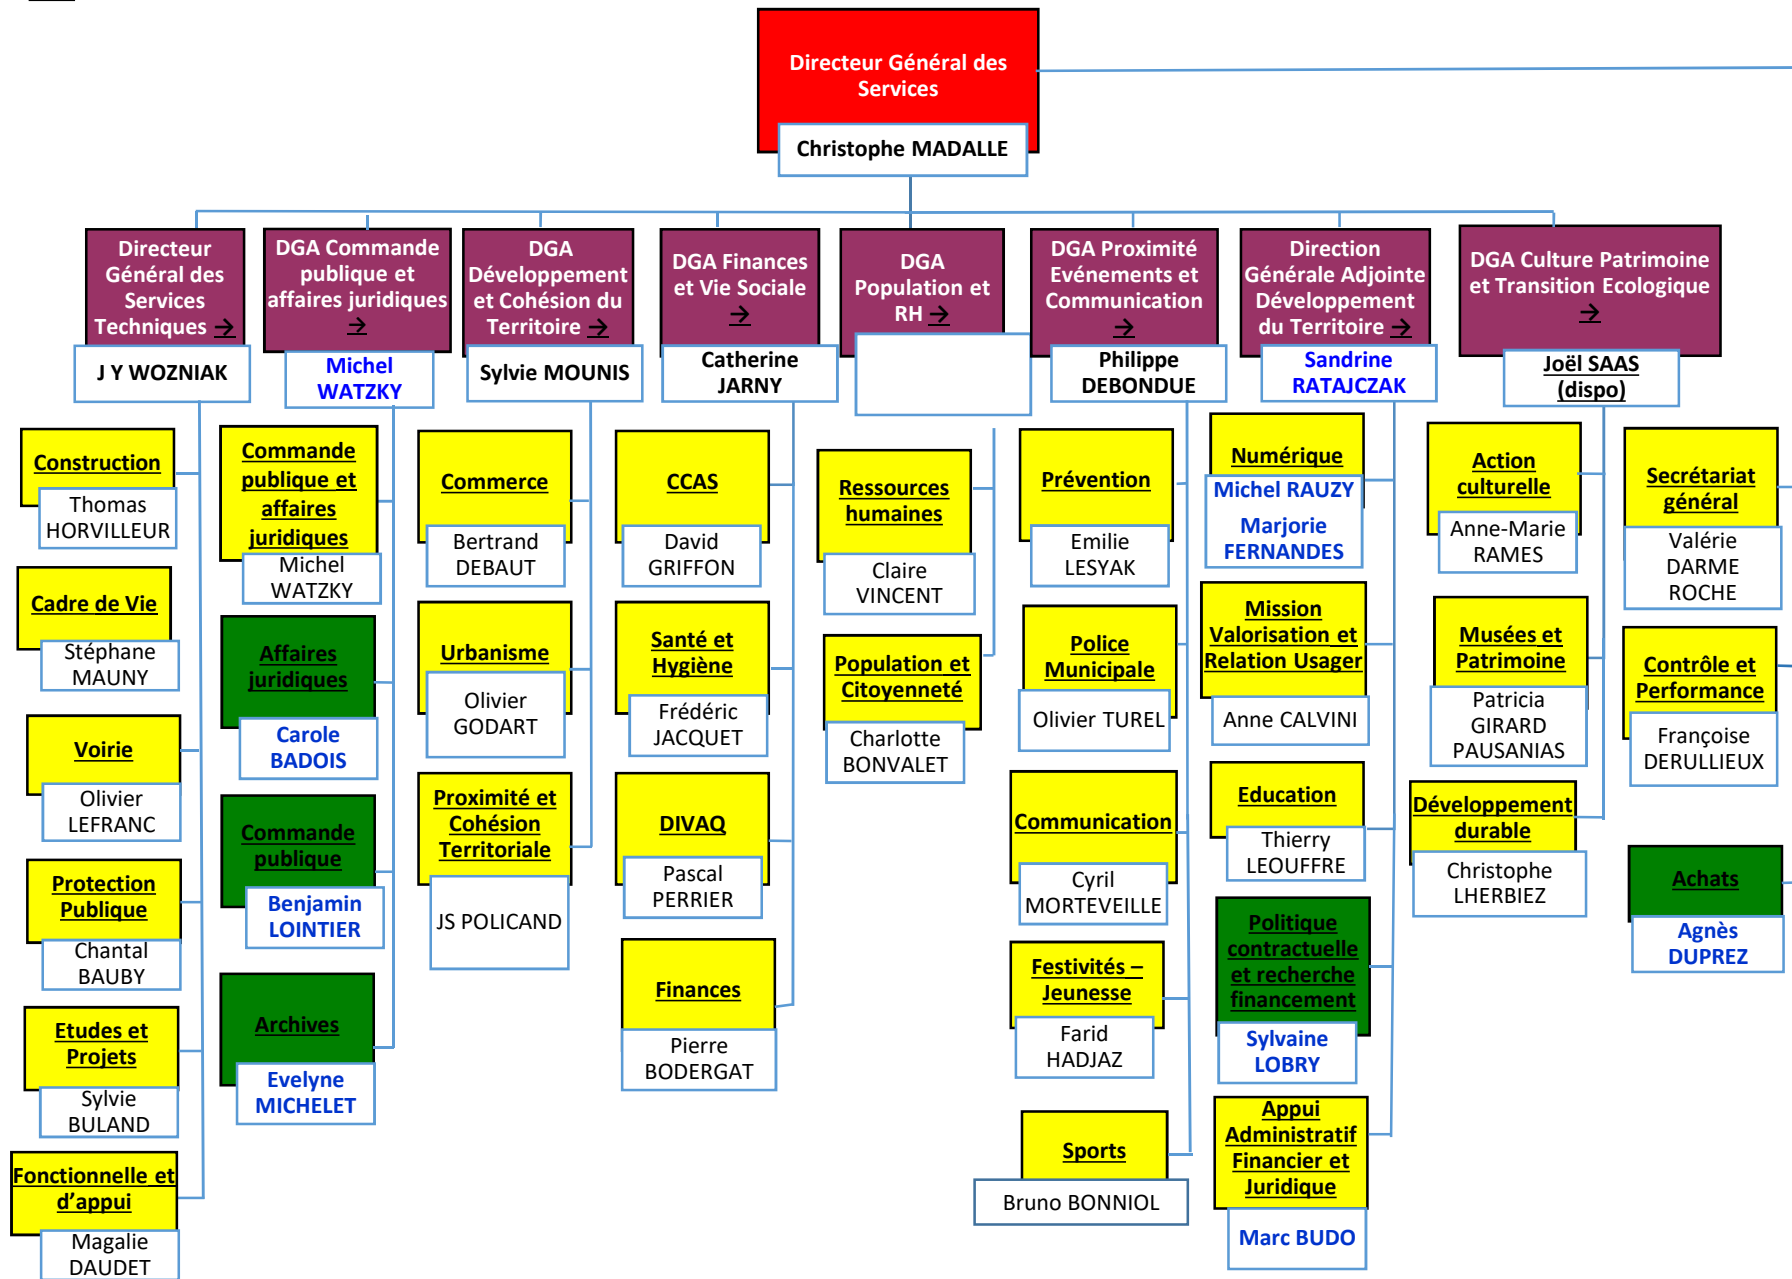 Directeur Général des
Services
Christophe MADALLE
Directeur
Général des
Services
Techniques →
J Y WOZNIAK
DGA Commande
publique et
affaires juridiques
→
Michel
WATZKY
DGA
Développement
et Cohésion du
Territoire →
Sylvie MOUNIS
DGA Finances
et Vie Sociale
→
Catherine
JARNY
DGA
Population et
RH →
DGA Proximité
Evénements et
Communication
→
Philippe
DEBONDUE
Direction
Générale Adjointe
Développement
du Territoire →
Sandrine
RATAJCZAK
DGA Culture Patrimoine
et Transition Ecologique
→
Joël SAAS
(dispo)
Construction
Thomas
HORVILLEUR
Cadre de Vie
Stéphane
MAUNY
Voirie
Olivier
LEFRANC
Protection
Publique
Chantal
BAUBY
Etudes et
Projets
Sylvie
BULAND
Fonctionnelle et
d’appui
Magalie
DAUDET
Commande
publique et
affaires
juridiques
Michel
WATZKY
Affaires
juridiques
Carole
BADOIS
Commande
publique
Benjamin
LOINTIER
Archives
Evelyne
MICHELET
Commerce
Bertrand
DEBAUT
Urbanisme
Olivier
GODART
Proximité et
Cohésion
Territoriale
JS POLICAND
CCAS
David
GRIFFON
Santé et
Hygiène
Frédéric
JACQUET
DIVAQ
Pascal
PERRIER
Finances
Pierre
BODERGAT
Ressources
humaines
Claire
VINCENT
Population et
Citoyenneté
Charlotte
BONVALET
Prévention
Emilie
LESYAK
Police
Municipale
Olivier TUREL
Communication
Cyril
MORTEVEILLE
Festivités –
Jeunesse
Farid
HADJAZ
Sports
Bruno BONNIOL
Numérique
Michel RAUZY
Marjorie
FERNANDES
Mission
Valorisation et
Relation Usager
Anne CALVINI
Education
Thierry
LEOUFFRE
Politique
contractuelle
et recherche
financement
Sylvaine
LOBRY
Appui
Administratif
Financier et
Juridique
Marc BUDO
Action
culturelle
Anne-Marie
RAMES
Musées et
Patrimoine
Patricia
GIRARD
PAUSANIAS
Développement
durable
Christophe
LHERBIEZ
Secrétariat
général
Valérie
DARME
ROCHE
Contrôle et
Performance
Françoise
DERULLIEUX
Achats
Agnès
DUPREZ